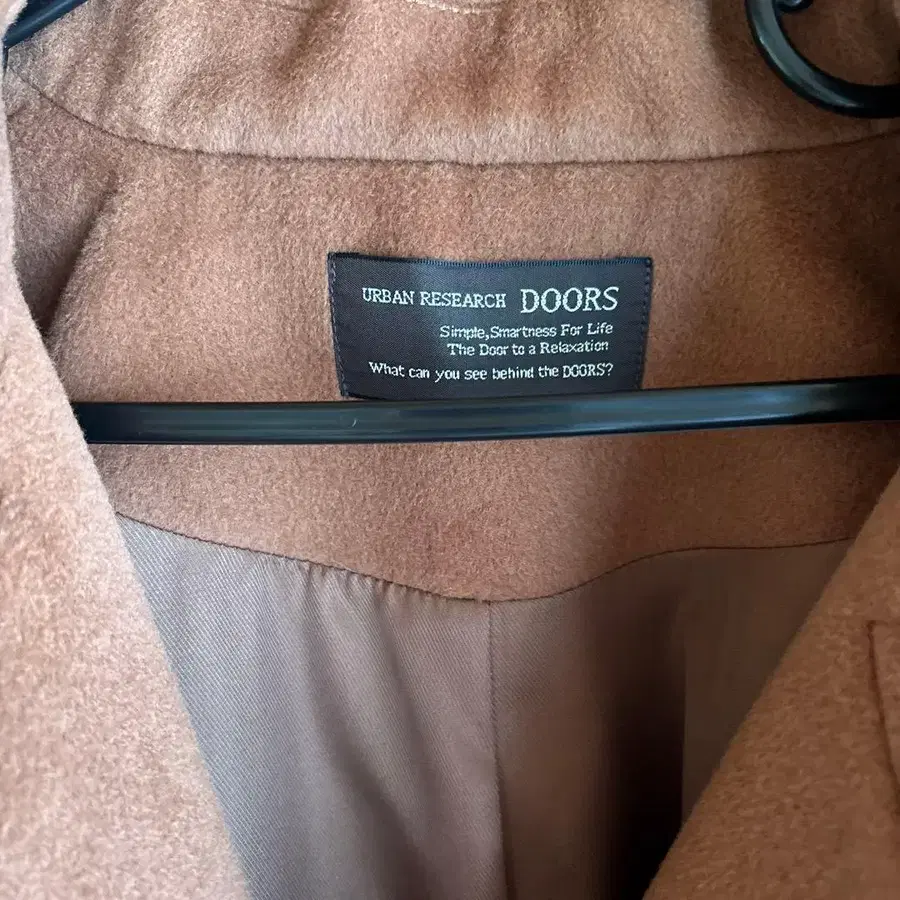 URBAN RESEARCH DOORS
Simple,Smartness For Life
The Door to a Relaxation
What can you see behind the DOORS?